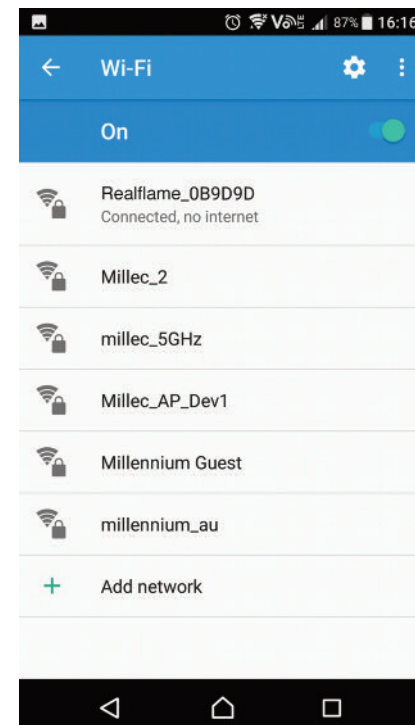 87% 16:16
Wi-Fi
On
Realflame_0B9D9D
Connected, no internet
Millec_2
millec_5GHz
Millec_AP_Dev1
Millennium Guest
millennium_au
Add network